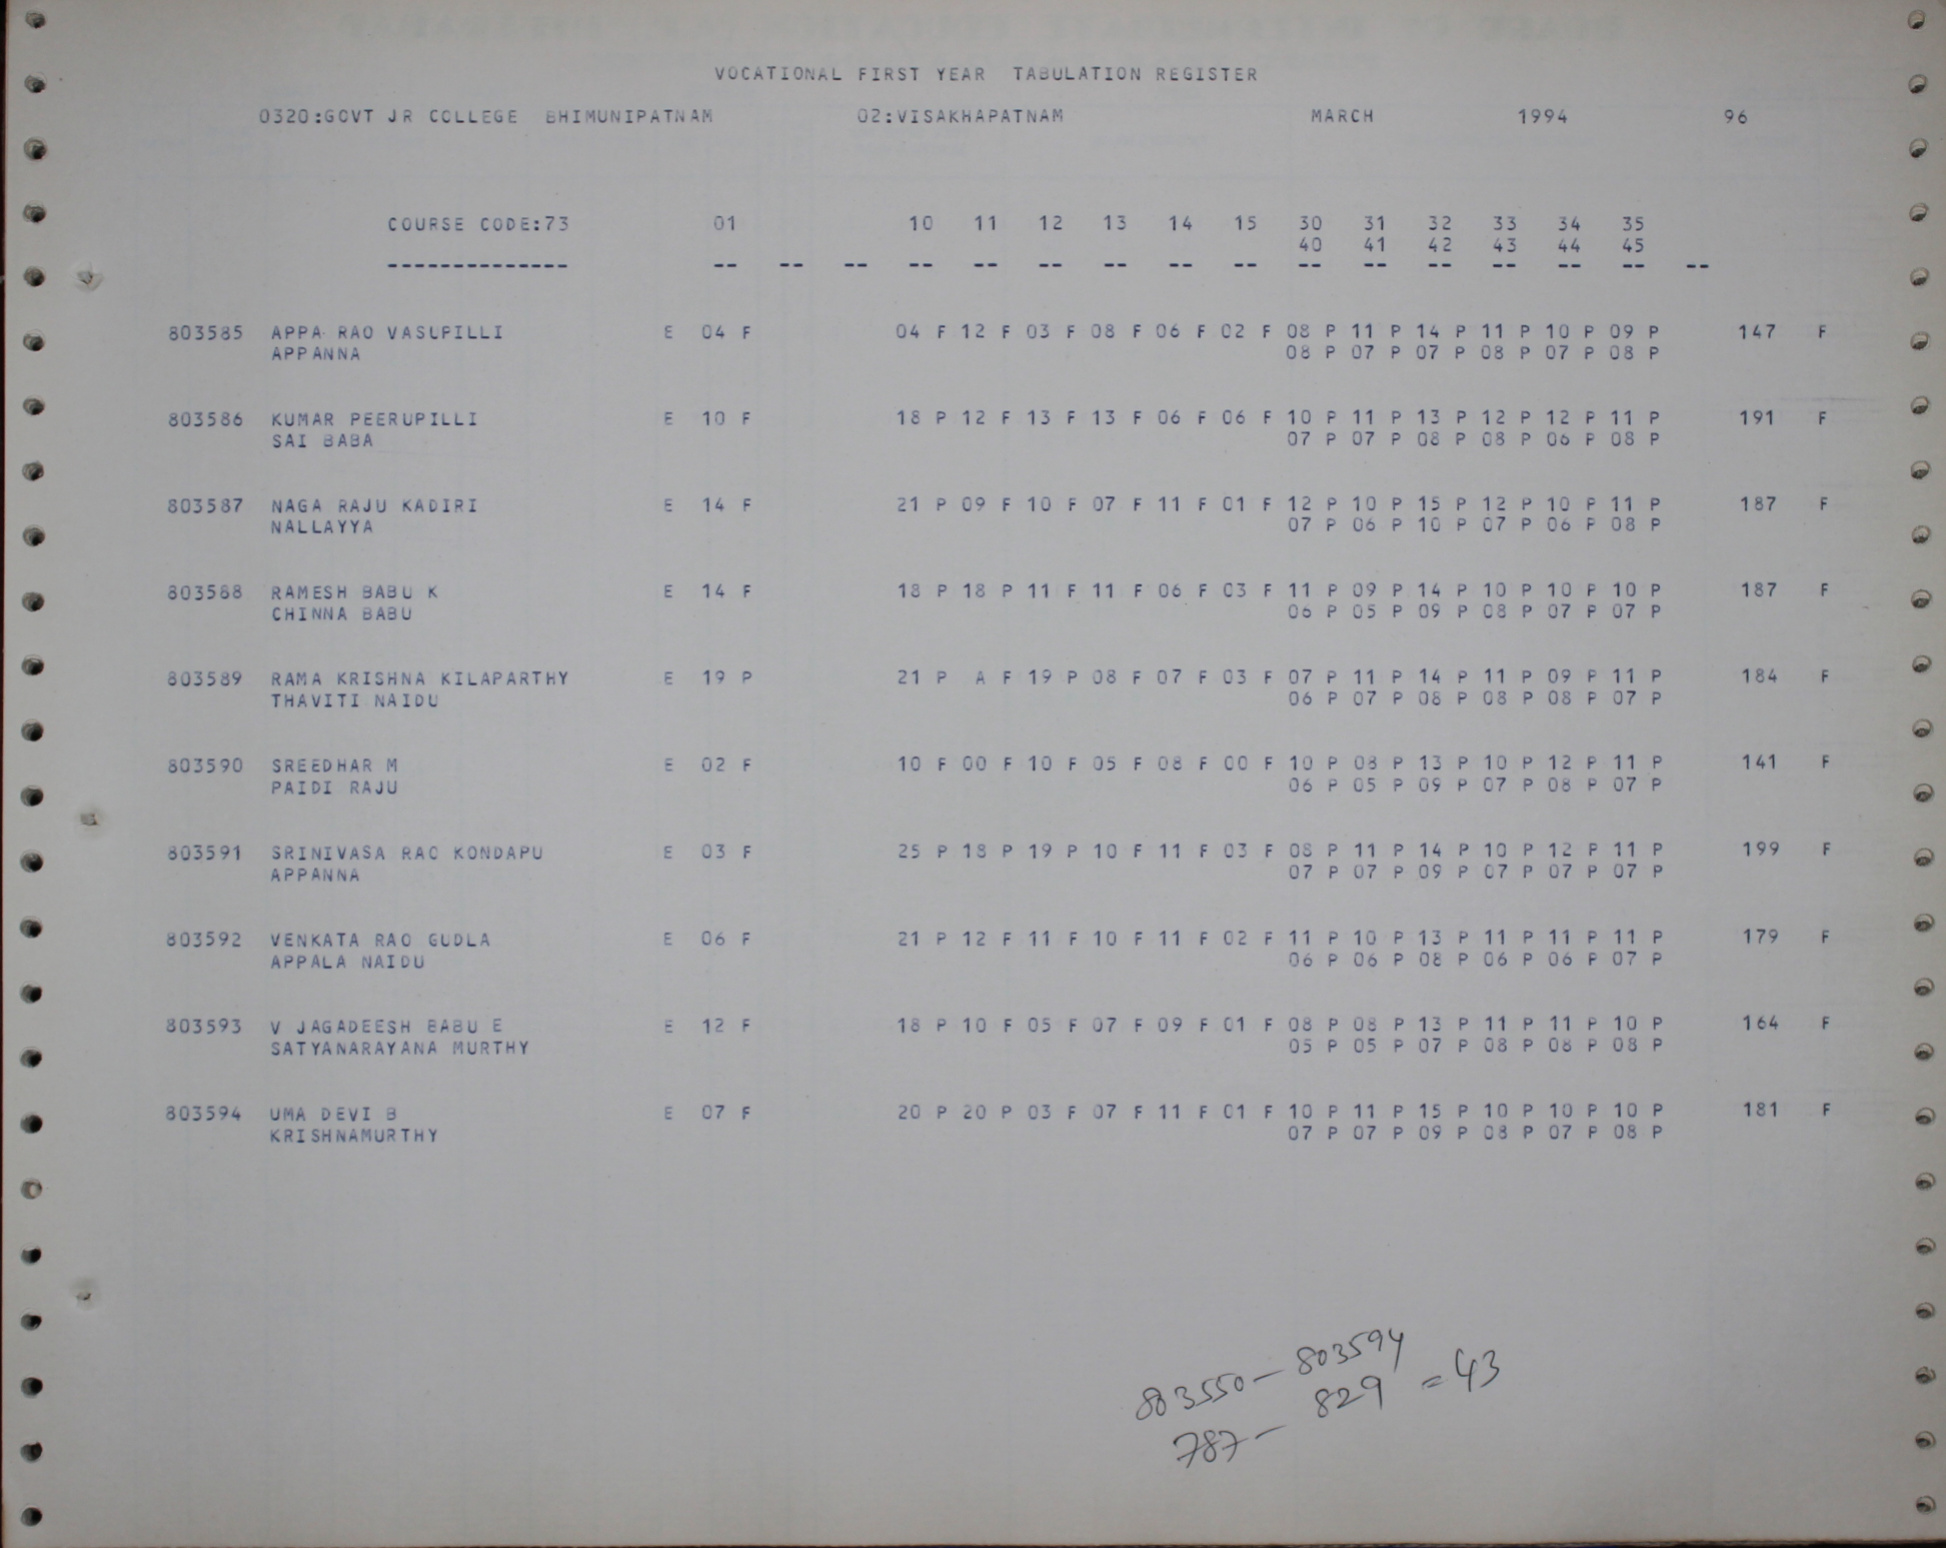 VOCATIONAL FIRST YEAR TABULATION REGISTER
0320:GOVT JR COLLEGE BHIMUNIPATNAM 02:VISAKHAPATNAM MARCH 1994 96
COURSE CODE:73 01 10 11 12 13 14 15 30 31 32 33 34 35
40 41 42 43 44 45
-------------- -- -- -- -- -- -- -- -- -- -- -- -- -- -- -- --
803585 APPA RAO VASUPILLI E 04 F 04 F 12 F 03 F 08 F 06 F 02 F 08 P 11 P 14 P 11 P 10 P 09 P 147 F
APPANNA 08 P 07 P 07 P 08 P 07 P 08 P
803586 KUMAR PEERUPILLI E 10 F 18 P 12 F 13 F 13 F 06 F 06 F 10 P 11 P 13 P 12 P 12 P 11 P 191 F
SAI BABA 07 P 07 P 08 P 08 P 06 P 08 P
803587 NAGA RAJU KADIRI E 14 F 21 P 09 F 10 F 07 F 11 F 01 F 12 P 10 P 15 P 12 P 10 P 11 P 187 F
NALLAYYA 07 P 06 P 10 P 07 P 06 P 08 P
803588 RAMESH BABU K E 14 F 18 P 18 P 11 F 11 F 06 F 03 F 11 P 09 P 14 P 10 P 10 P 10 P 187 F
CHINNA BABU 06 P 05 P 09 P 08 P 07 P 07 P
803589 RAMA KRISHNA KILAPARTHY E 19 P 21 P A F 19 P 08 F 07 F 03 F 07 P 11 P 14 P 11 P 09 P 11 P 184 F
THAVITI NAIDU 06 P 07 P 08 P 08 P 08 P 07 P
803590 SREEDHAR M E 02 F 10 F 00 F 10 F 05 F 08 F 00 F 10 P 08 P 13 P 10 P 12 P 11 P 141 F
PAIDI RAJU 06 P 05 P 09 P 07 P 08 P 07 P
803591 SRINIVASA RAO KONDAPU E 03 F 25 P 18 P 19 P 10 F 11 F 03 F 08 P 11 P 14 P 10 P 12 P 11 P 199 F
APPANNA 07 P 07 P 09 P 07 P 07 P 07 P
803592 VENKATA RAO GUDLA E 06 F 21 P 12 F 11 F 10 F 11 F 02 F 11 P 10 P 13 P 11 P 11 P 11 P 179 F
APPALA NAIDU 06 P 06 P 08 P 06 P 06 P 07 P
803593 V JAGADEESH BABU E E 12 F 18 P 10 F 05 F 07 F 09 F 01 F 08 P 08 P 13 P 11 P 11 P 10 P 164 F
SATYANARAYANA MURTHY 05 P 05 P 07 P 08 P 08 P 08 P
803594 UMA DEVI B E 07 F 20 P 20 P 03 F 07 F 11 F 01 F 10 P 11 P 15 P 10 P 10 P 10 P 181 F
KRISHNAMURTHY 07 P 07 P 09 P 08 P 07 P 08 P
803550 – 803594
787 – 829 = 43